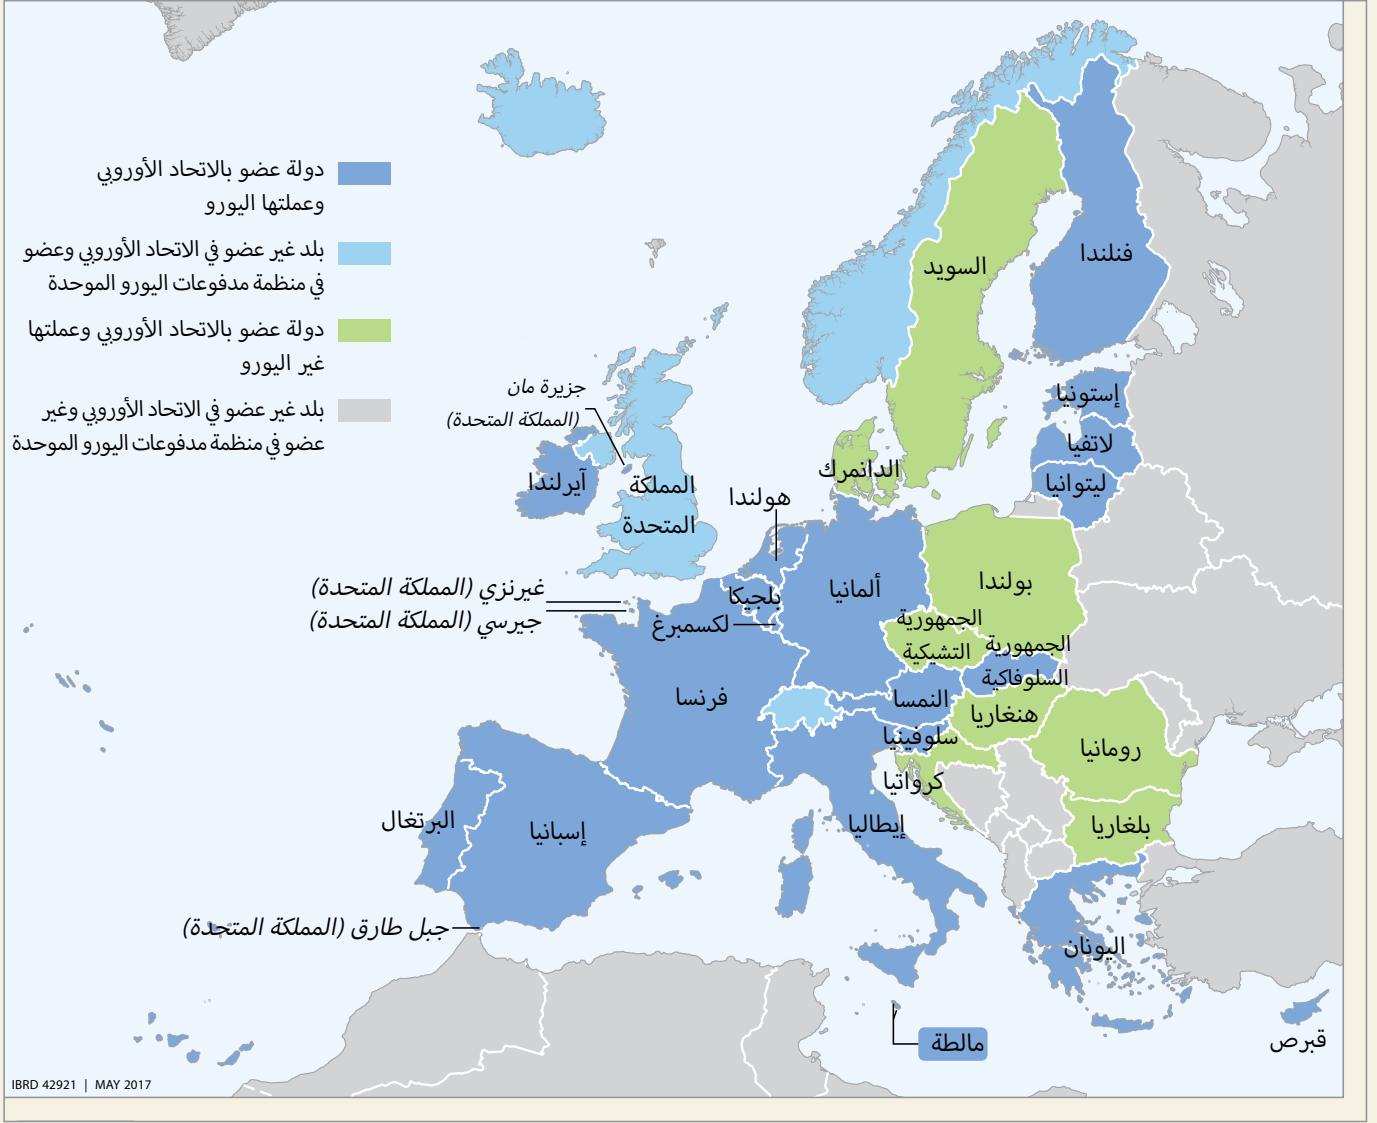 دولة عضو بالاتحاد الأوروبي
وعملتها اليورو
بلد غير عضو في الاتحاد الأوروبي وعضو
في منظمة مدفوعات اليورو الموحدة
دولة عضو بالاتحاد الأوروبي وعملتها
غير اليورو
بلد غير عضو في الاتحاد الأوروبي وغير
عضو في منظمة مدفوعات اليورو الموحدة
فنلندا
السويد
جزيرة مان
(المملكة المتحدة)
إستونيا
لاتفيا
ليتوانيا
الدانمرك
آيرلندا
المملكة
المتحدة
هولندا
غيرنزي (المملكة المتحدة)
جيرسي (المملكة المتحدة)
بلجيكا
لكسمبرغ
ألمانيا
بولندا
الجمهورية
التشيكية
الجمهورية
السلوفاكية
فرنسا
النمسا
هنغاريا
سلوفينيا
رومانيا
كرواتيا
البرتغال
إسبانيا
إيطاليا
بلغاريا
جبل طارق (المملكة المتحدة)
اليونان
مالطة
قبرص
IBRD 42921 | MAY 2017